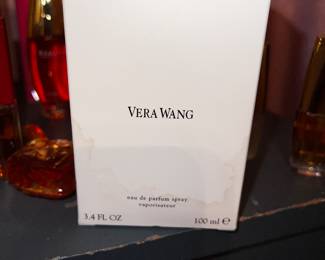 VERA WANG
eau de parfum spray
vaporisateur
3.4 FL OZ 100 ml ℮